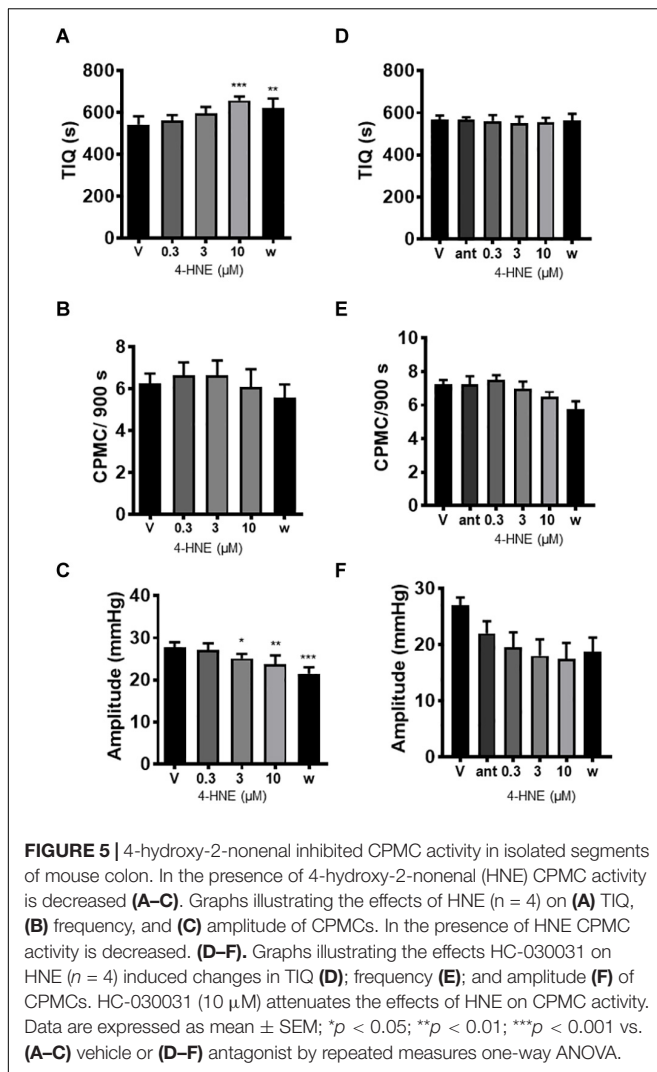 A
800
600
400
200
0
TIQ (s)
***
**
V 0.3 3 10 w
4-HNE (µM)
D
800
600
400
200
0
TIQ (s)
V ant 0.3 3 10 w
4-HNE (µM)
B
8
6
4
2
0
CPMC/ 900 s
V 0.3 3 10 w
4-HNE (µM)
E
10
8
6
4
2
0
CPMC/900 s
V ant 0.3 3 10 w
4-HNE (µM)
C
40
30
20
10
0
Amplitude (mmHg)
*
**
***
V 0.3 3 10 w
4-HNE (µM)
F
30
20
10
0
Amplitude (mmHg)
V ant 0.3 3 10 w
4-HNE (µM)
FIGURE 5 | 4-hydroxy-2-nonenal inhibited CPMC activity in isolated segments
of mouse colon. In the presence of 4-hydroxy-2-nonenal (HNE) CPMC activity
is decreased (A–C). Graphs illustrating the effects of HNE (n = 4) on (A) TIQ,
(B) frequency, and (C) amplitude of CPMCs. In the presence of HNE CPMC
activity is decreased. (D–F). Graphs illustrating the effects HC-030031 on
HNE (n = 4) induced changes in TIQ (D); frequency (E); and amplitude (F) of
CPMCs. HC-030031 (10 µM) attenuates the effects of HNE on CPMC activity.
Data are expressed as mean ± SEM; *p < 0.05; **p < 0.01; ***p < 0.001 vs.
(A–C) vehicle or (D–F) antagonist by repeated measures one-way ANOVA.